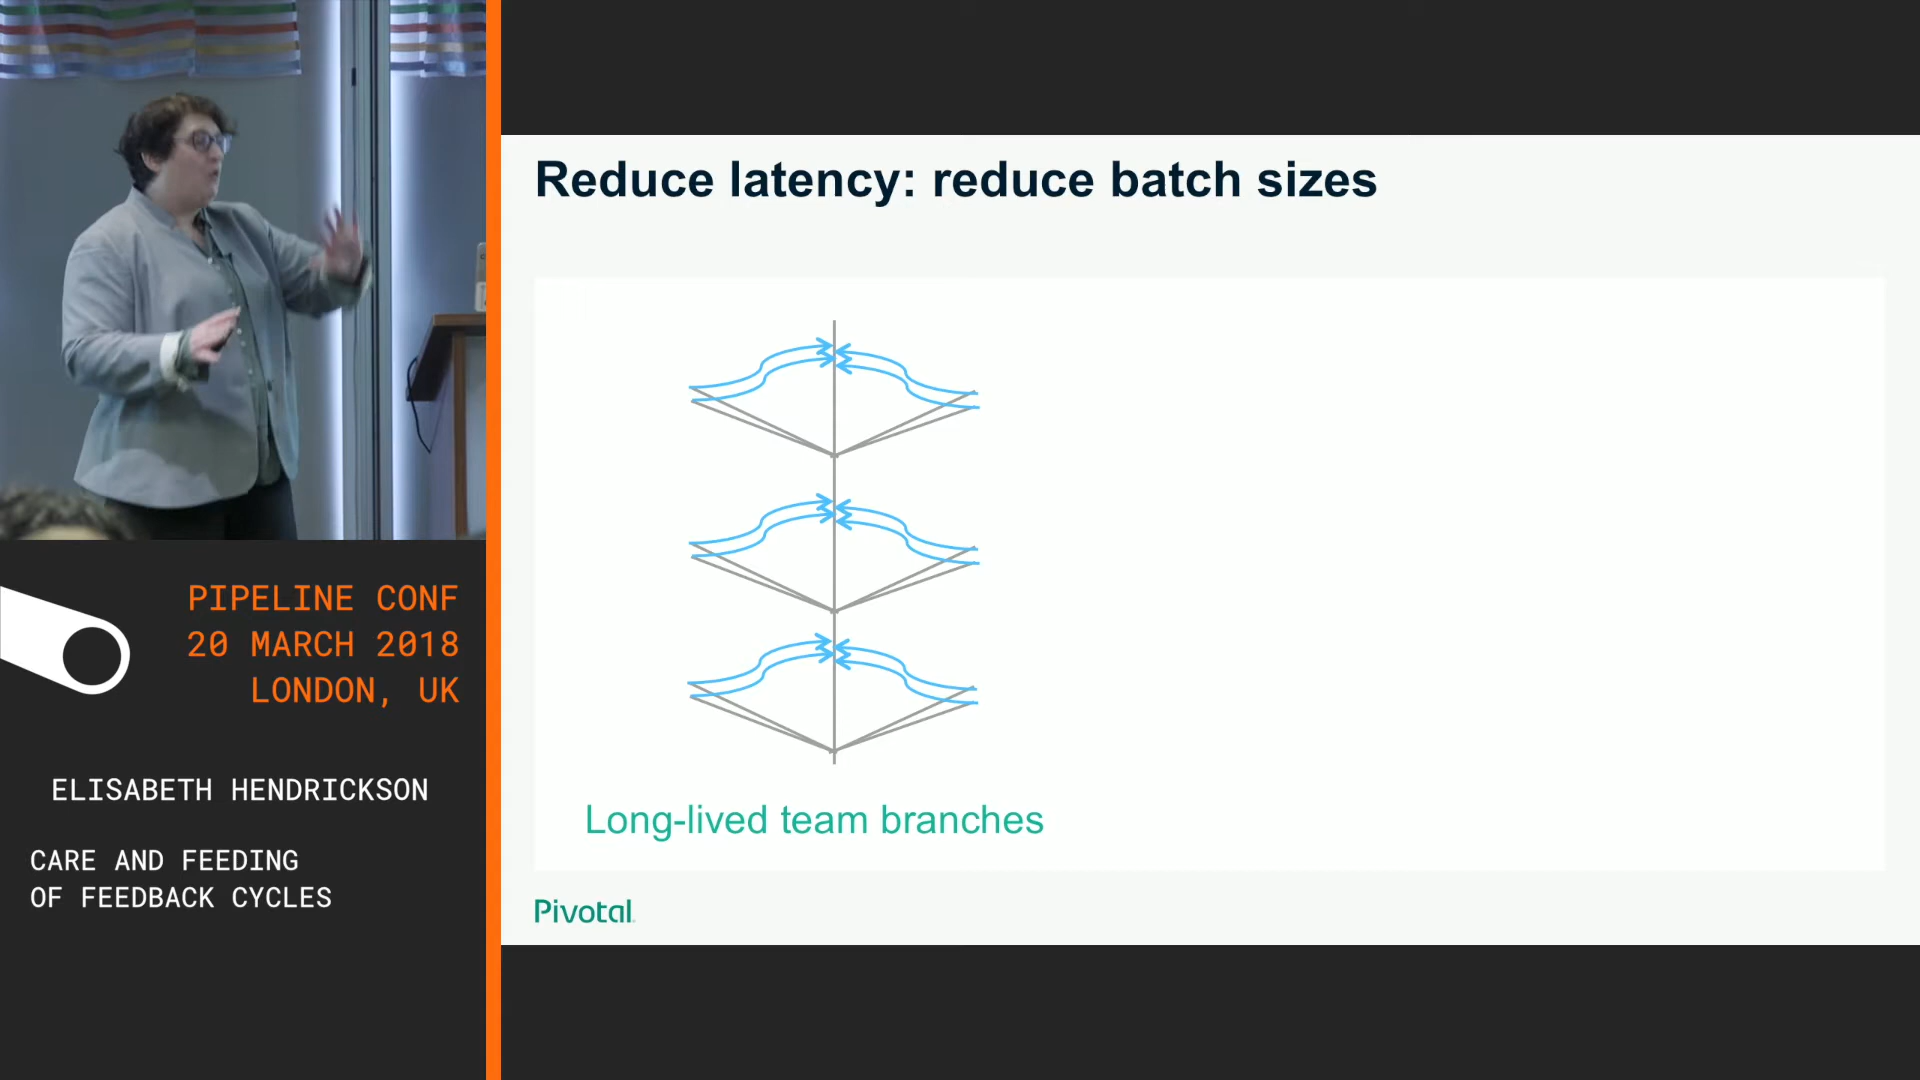 PIPELINE CONF
20 MARCH 2018
LONDON, UK
ELISABETH HENDRICKSON
CARE AND FEEDING
OF FEEDBACK CYCLES
Reduce latency: reduce batch sizes
Long-lived team branches
Pivotal